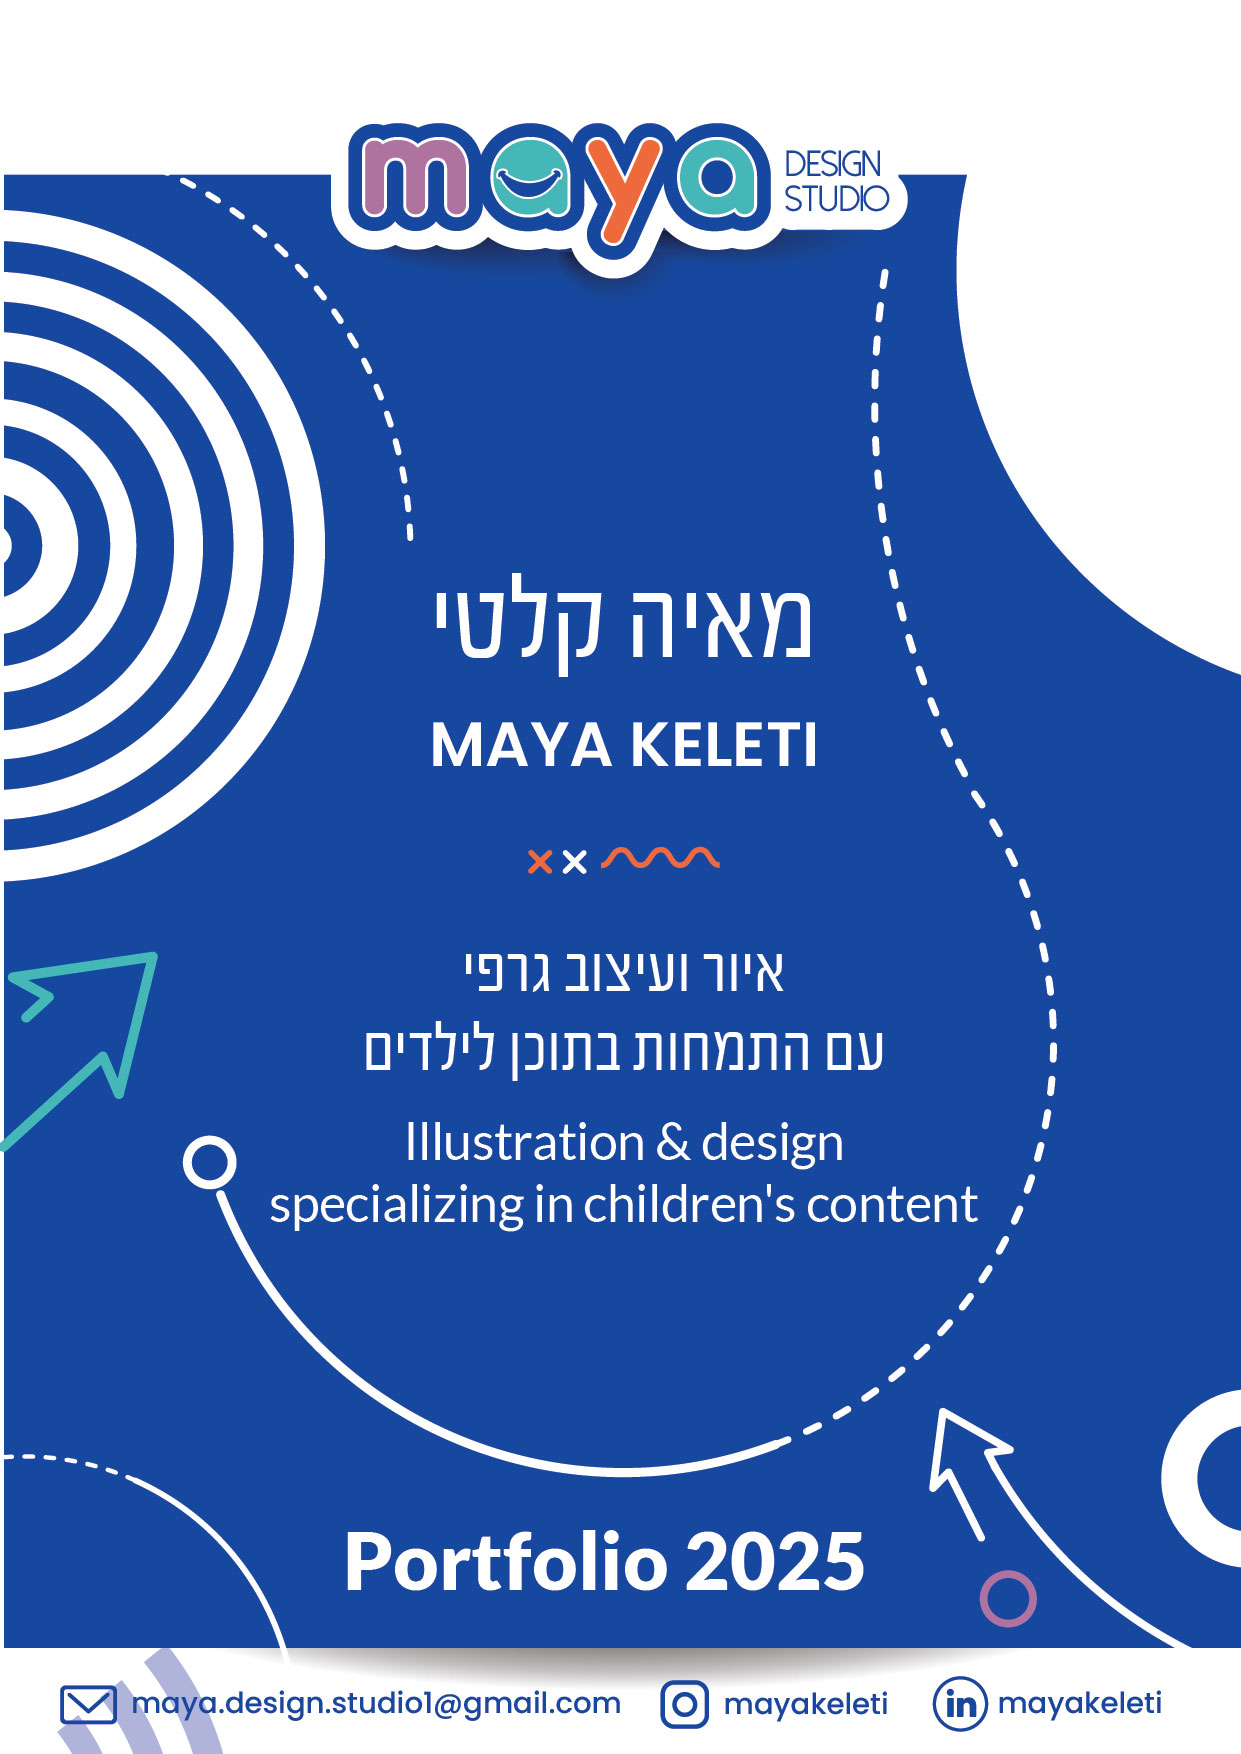 maya
DESIGN
STUDIO
מאיה קלטי
MAYA KELETI
איור ועיצוב גרפי
עם התמחות בתוכן לילדים
Illustration & design
specializing in children's content
Portfolio 2025
maya.design.studio1@gmail.com
mayakeleti
in mayakeleti